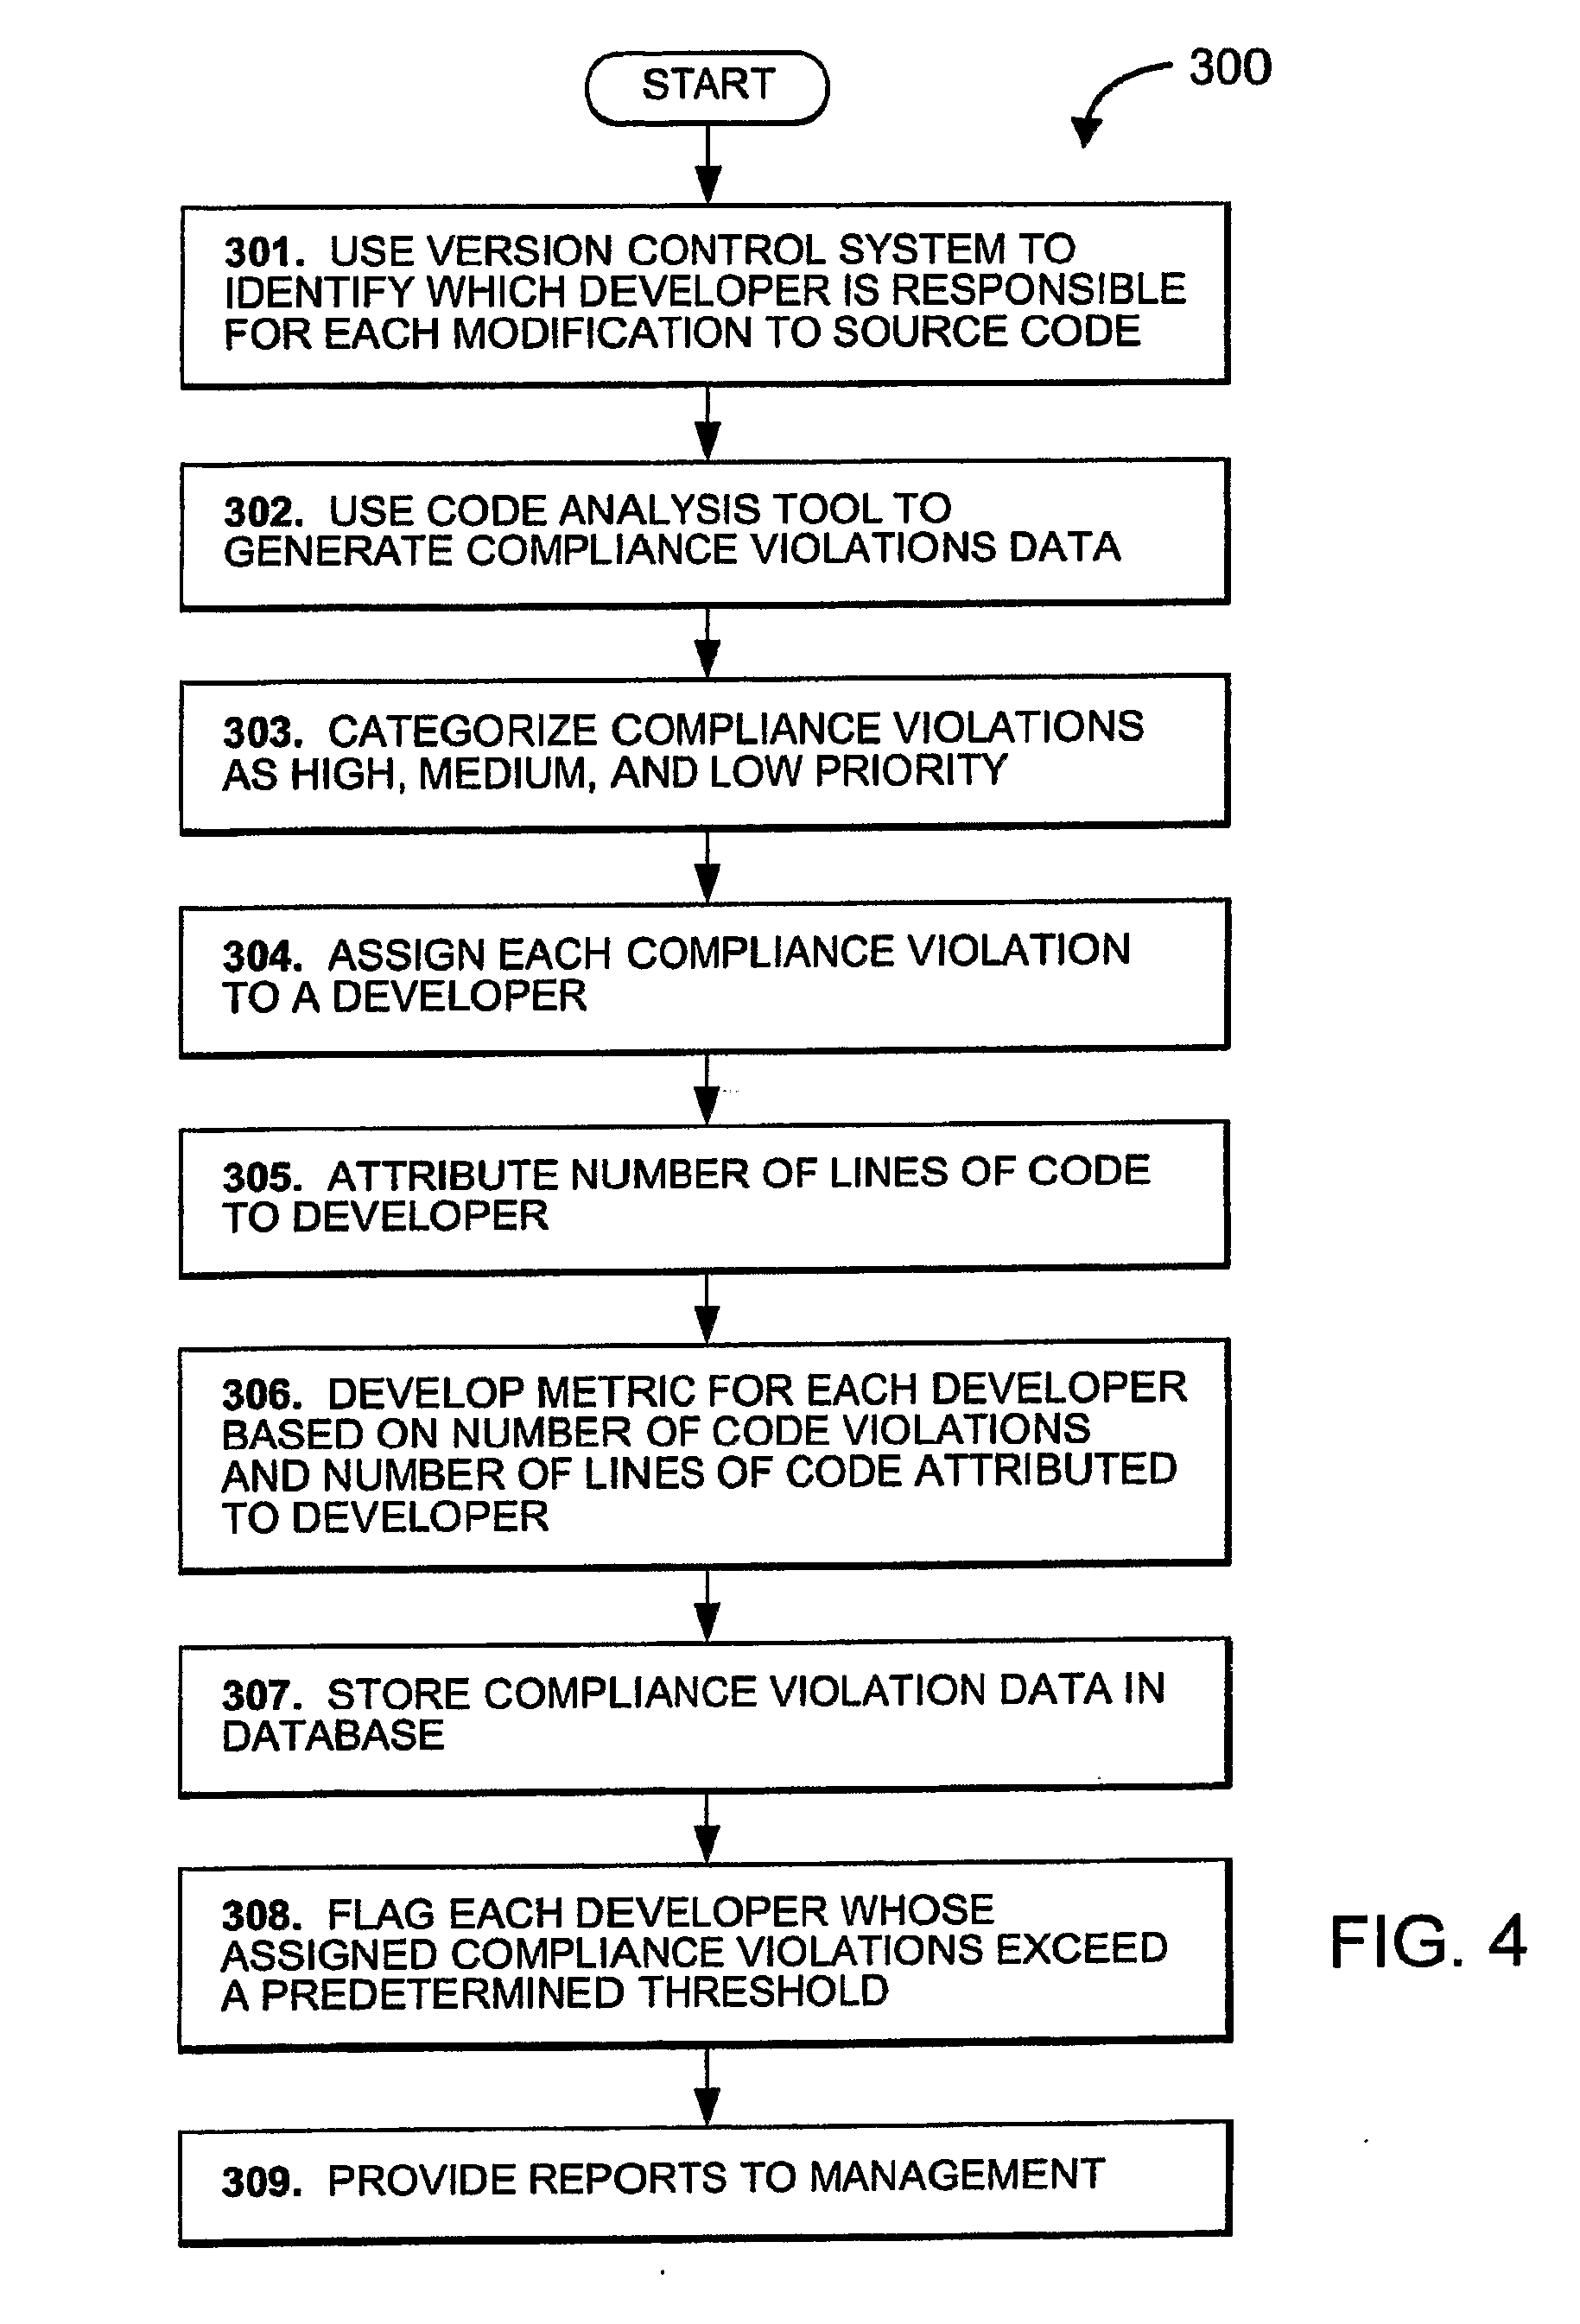 START
300
301. USE VERSION CONTROL SYSTEM TO
IDENTIFY WHICH DEVELOPER IS RESPONSIBLE
FOR EACH MODIFICATION TO SOURCE CODE
302. USE CODE ANALYSIS TOOL TO
GENERATE COMPLIANCE VIOLATIONS DATA
303. CATEGORIZE COMPLIANCE VIOLATIONS
AS HIGH, MEDIUM, AND LOW PRIORITY
304. ASSIGN EACH COMPLIANCE VIOLATION
TO A DEVELOPER
305. ATTRIBUTE NUMBER OF LINES OF CODE
TO DEVELOPER
306. DEVELOP METRIC FOR EACH DEVELOPER
BASED ON NUMBER OF CODE VIOLATIONS
AND NUMBER OF LINES OF CODE ATTRIBUTED
TO DEVELOPER
307. STORE COMPLIANCE VIOLATION DATA IN
DATABASE
308. FLAG EACH DEVELOPER WHOSE
ASSIGNED COMPLIANCE VIOLATIONS EXCEED
A PREDETERMINED THRESHOLD
FIG. 4
309. PROVIDE REPORTS TO MANAGEMENT